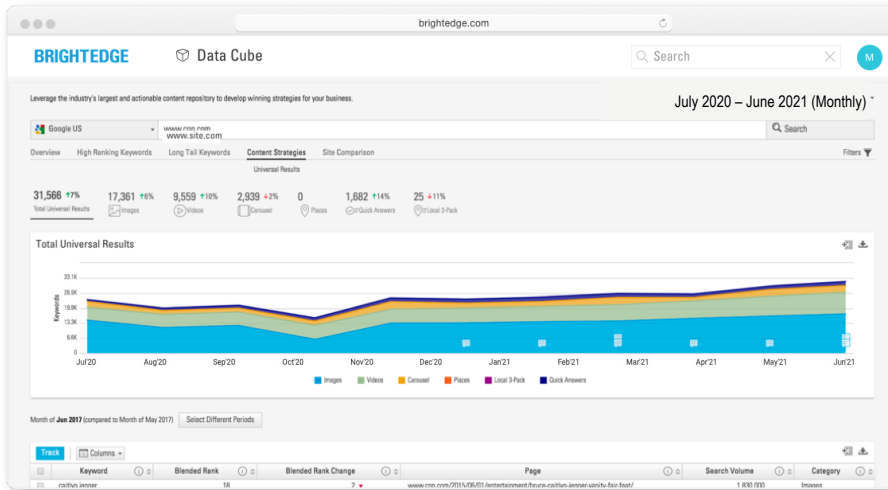 brightedge.com
BRIGHTEDGE Data Cube Search M
Leverage the industry's largest and actionable content repository to develop winning strategies for your business.
July 2020 – June 2021 (Monthly)
Google US www.cnn.com Search
www.site.com
Overview High Ranking Keywords Long Tail Keywords Content Strategies Site Comparison Filters
Universal Results
31,566 7% 17,361 6% 9,559 10% 2,939 2% 0 1,682 14% 25 11%
Total Universal Results Images Videos Carousel Places Quick Answers Local 3-Pack
Total Universal Results
33.1K
26.5K
19.9K
13.3K
6.6K
0
Keywords
Jul'20 Aug'20 Sep'20 Oct'20 Nov'20 Dec'20 Jan'21 Feb'21 Mar'21 Apr'21 May'21 Jun'21
Images Videos Carousel Places Local 3-Pack Quick Answers
Month of Jun 2017 (compared to Month of May 2017) Select Different Periods
Track Columns
Keyword Blended Rank Blended Rank Change Page Search Volume Category
caitlyn jenner 18 2 www.cnn.com/2015/06/01/entertainment/bruce-caitlyn-jenner-vanity-fair-feat/ 1,830,000 Images